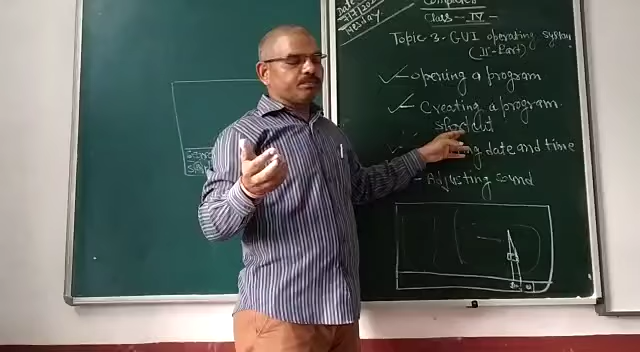 Date
Computer
Class - IV -
Topic 3 - GUI operating system
(II - Part)
opening a program
Creating a program
shortcut
date and time
Adjusting sound